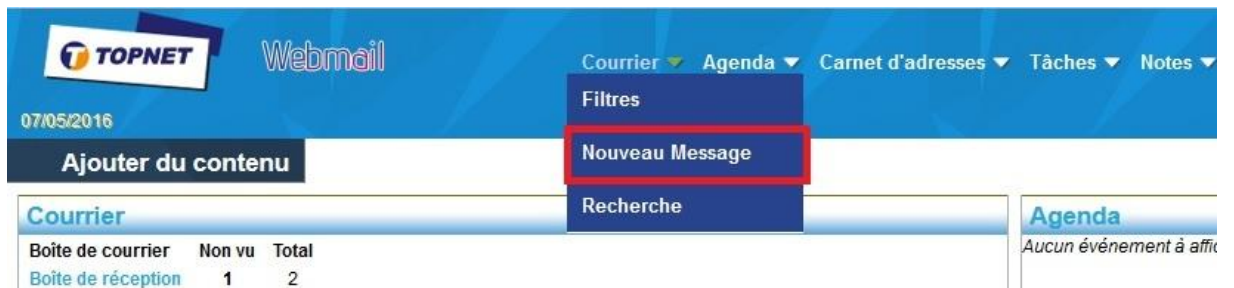 TOPNET Webmail
Courrier Agenda Carnet d'adresses Tâches Notes
Filtres
07/05/2016
Nouveau Message
Ajouter du contenu
Recherche
Courrier
Agenda
Boîte de courrier Non vu Total
Aucun événement à affic
Boîte de réception 1 2